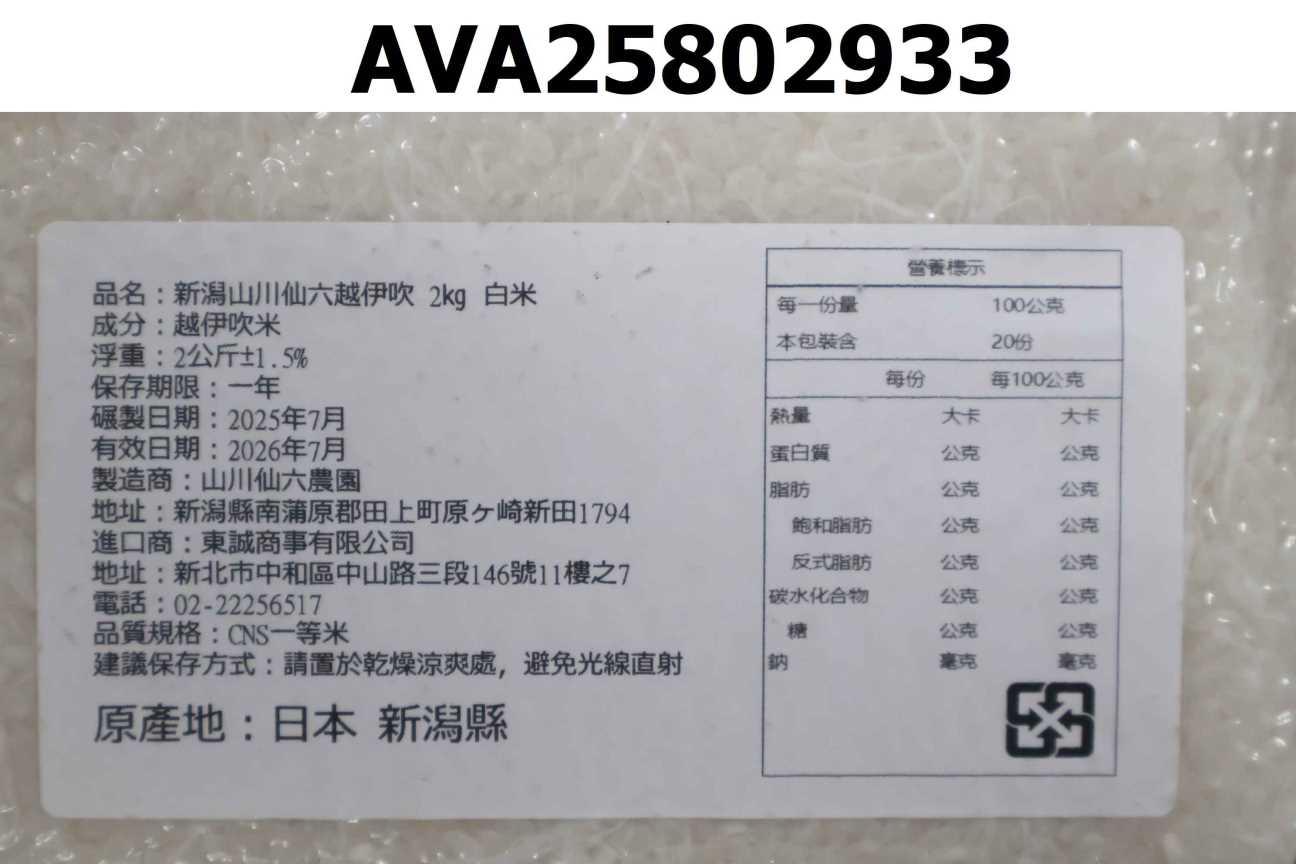 AVA25802933
品名：新潟山川仙六越伊吹 2kg 白米
成分：越伊吹米
浮重：2公斤±1.5%
保存期限：一年
碾製日期：2025年7月
有效日期：2026年7月
製造商：山川仙六農園
地址：新潟縣南蒲原郡田上町原ヶ崎新田1794
進口商：東誠商事有限公司
地址：新北市中和區中山路三段146號11樓之7
電話：02-22256517
品質規格：CNS一等米
建議保存方式：請置於乾燥涼爽處，避免光線直射
原產地：日本 新潟縣
營養標示
每一份量 100公克
本包裝含 20份
每份 每100公克
熱量 大卡 大卡
蛋白質 公克 公克
脂肪 公克 公克
飽和脂肪 公克 公克
反式脂肪 公克 公克
碳水化合物 公克 公克
糖 公克 公克
鈉 毫克 毫克